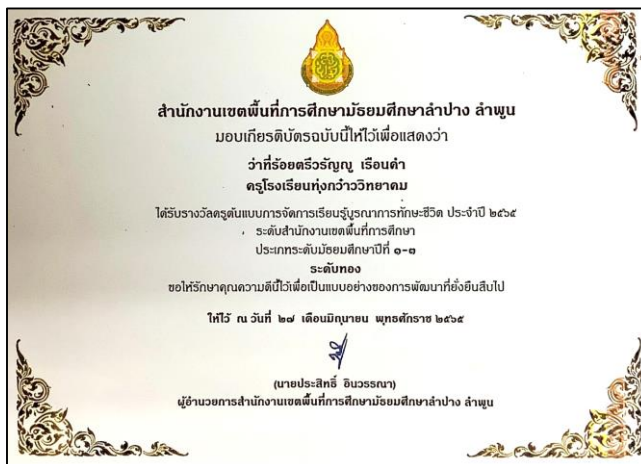 สำนักงานเขตพื้นที่การศึกษามัธยมศึกษาลำปาง ลำพูน
มอบเกียรติบัตรฉบับนี้ให้ไว้เพื่อแสดงว่า
ว่าที่ร้อยตรีวรัญญู เรือนคำ
ครูโรงเรียนทุ่งกว๋าววิทยาคม
ได้รับรางวัลครูต้นแบบการจัดการเรียนรู้บูรณาการทักษะชีวิต ประจำปี ๒๕๖๕
ระดับสำนักงานเขตพื้นที่การศึกษา
ประเภทระดับมัธยมศึกษาปีที่ ๑-๓
ระดับทอง
ขอให้รักษาคุณความดีนี้ไว้เพื่อเป็นแบบอย่างของการพัฒนาที่ยั่งยืนสืบไป
ให้ไว้ ณ วันที่ ๒๗ เดือนมิถุนายน พุทธศักราช ๒๕๖๕
(นายประสิทธิ์ อินวรรณา)
ผู้อำนวยการสำนักงานเขตพื้นที่การศึกษามัธยมศึกษาลำปาง ลำพูน